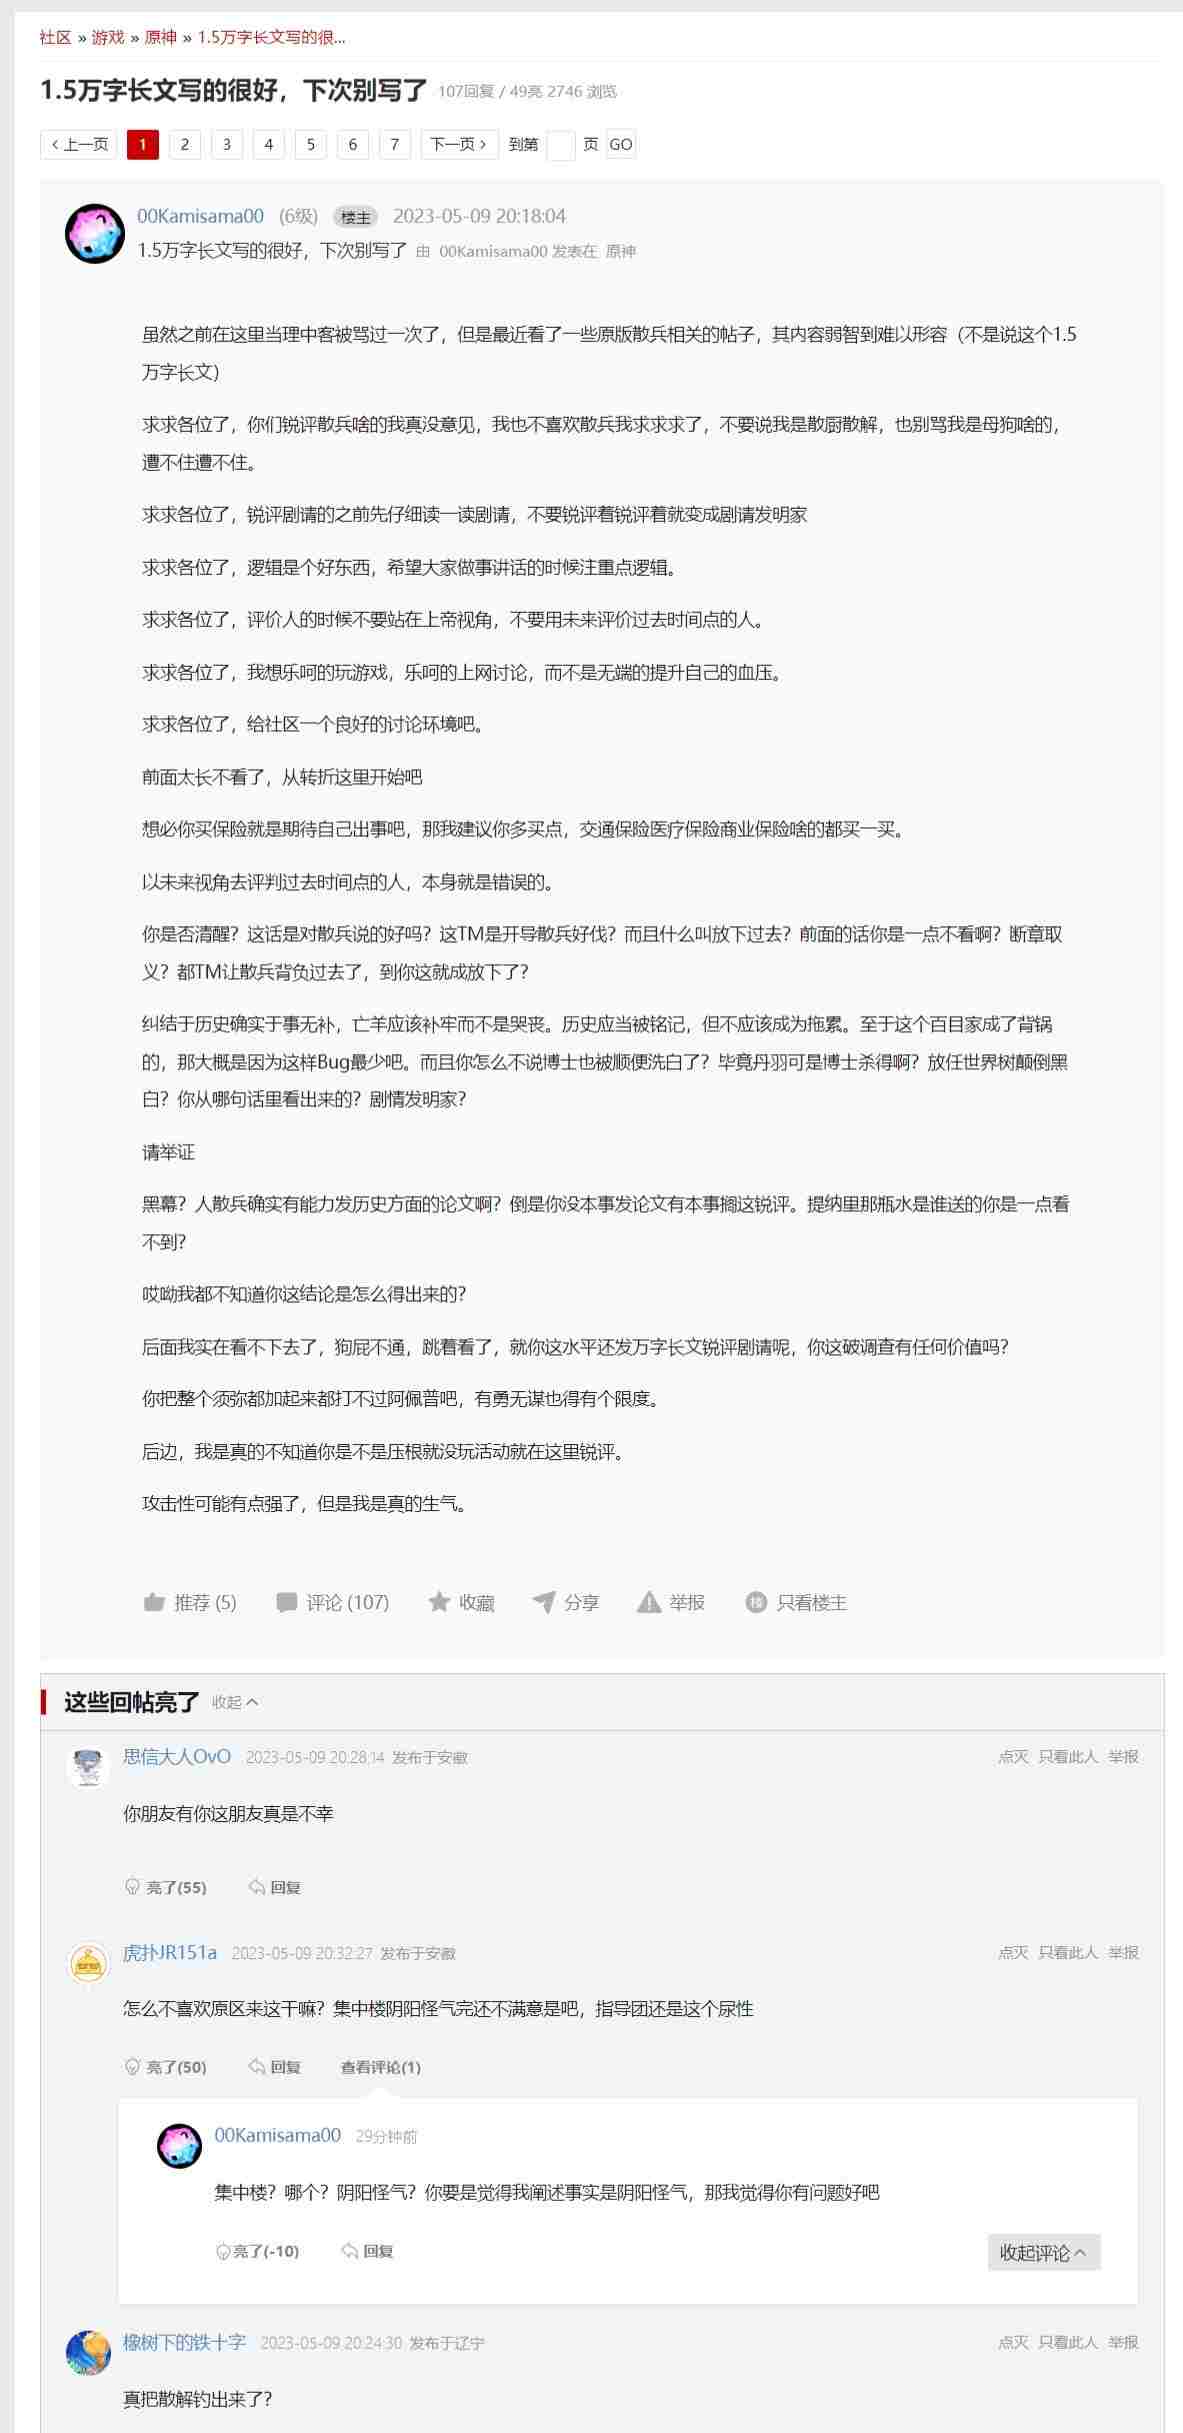 社区 » 游戏 » 原神 » 1.5万字长文写的很...
1.5万字长文写的很好，下次别写了 107回复 / 49亮 2746 浏览
‹ 上一页 1 2 3 4 5 6 7 下一页 › 到第 页 GO
00Kamisama00 (6级) 楼主 2023-05-09 20:18:04
1.5万字长文写的很好，下次别写了 由 00Kamisama00 发表在 原神
虽然之前在这里当理中客被骂过一次了，但是最近看了一些原版散兵相关的帖子，其内容弱智到难以形容（不是说这个1.5
万字长文）
求求各位了，你们锐评散兵啥的我真没意见，我也不喜欢散兵我求求求了，不要说我是散厨散解，也别骂我是母狗啥的，
遭不住遭不住。
求求各位了，锐评剧请的之前先仔细读一读剧请，不要锐评着锐评着就变成剧请发明家
求求各位了，逻辑是个好东西，希望大家做事讲话的时候注重点逻辑。
求求各位了，评价人的时候不要站在上帝视角，不要用未来评价过去时间点的人。
求求各位了，我想乐呵的玩游戏，乐呵的上网讨论，而不是无端的提升自己的血压。
求求各位了，给社区一个良好的讨论环境吧。
前面太长不看了，从转折这里开始吧
想必你买保险就是期待自己出事吧，那我建议你多买点，交通保险医疗保险商业保险啥的都买一买。
以未来视角去评判过去时间点的人，本身就是错误的。
你是否清醒？这话是对散兵说的好吗？这TM是开导散兵好伐？而且什么叫放下过去？前面的话你是一点不看啊？断章取
义？都TM让散兵背负过去了，到你这就成放下了？
纠结于历史确实于事无补，亡羊应该补牢而不是哭丧。历史应当被铭记，但不应该成为拖累。至于这个百目家成了背锅
的，那大概是因为这样Bug最少吧。而且你怎么不说博士也被顺便洗白了？毕竟丹羽可是博士杀得啊？放任世界树颠倒黑
白？你从哪句话里看出来的？剧情发明家？
请举证
黑幕？人散兵确实有能力发历史方面的论文啊？倒是你没本事发论文有本事搁这锐评。提纳里那瓶水是谁送的你是一点看
不到？
哎呦我都不知道你这结论是怎么得出来的？
后面我实在看不下去了，狗屁不通，跳着看了，就你这水平还发万字长文锐评剧请呢，你这破调查有任何价值吗？
你把整个须弥都加起来都打不过阿佩普吧，有勇无谋也得有个限度。
后边，我是真的不知道你是不是压根就没玩活动就在这里锐评。
攻击性可能有点强了，但是我是真的生气。
推荐 (5) 评论 (107) 收藏 分享 举报 楼 只看楼主
这些回帖亮了 收起
思信大人OvO 2023-05-09 20:28:14 发布于安徽 点灭 只看此人 举报
你朋友有你这朋友真是不幸
亮了(55) 回复
虎扑JR151a 2023-05-09 20:32:27 发布于安徽 点灭 只看此人 举报
怎么不喜欢原区来这干嘛？集中楼阴阳怪气完还不满意是吧，指导团还是这个尿性
亮了(50) 回复 查看评论(1)
00Kamisama00 29分钟前
集中楼？哪个？阴阳怪气？你要是觉得我阐述事实是阴阳怪气，那我觉得你有问题好吧
亮了(-10) 回复 收起评论
橡树下的铁十字 2023-05-09 20:24:30 发布于辽宁 点灭 只看此人 举报
真把散解钓出来了？